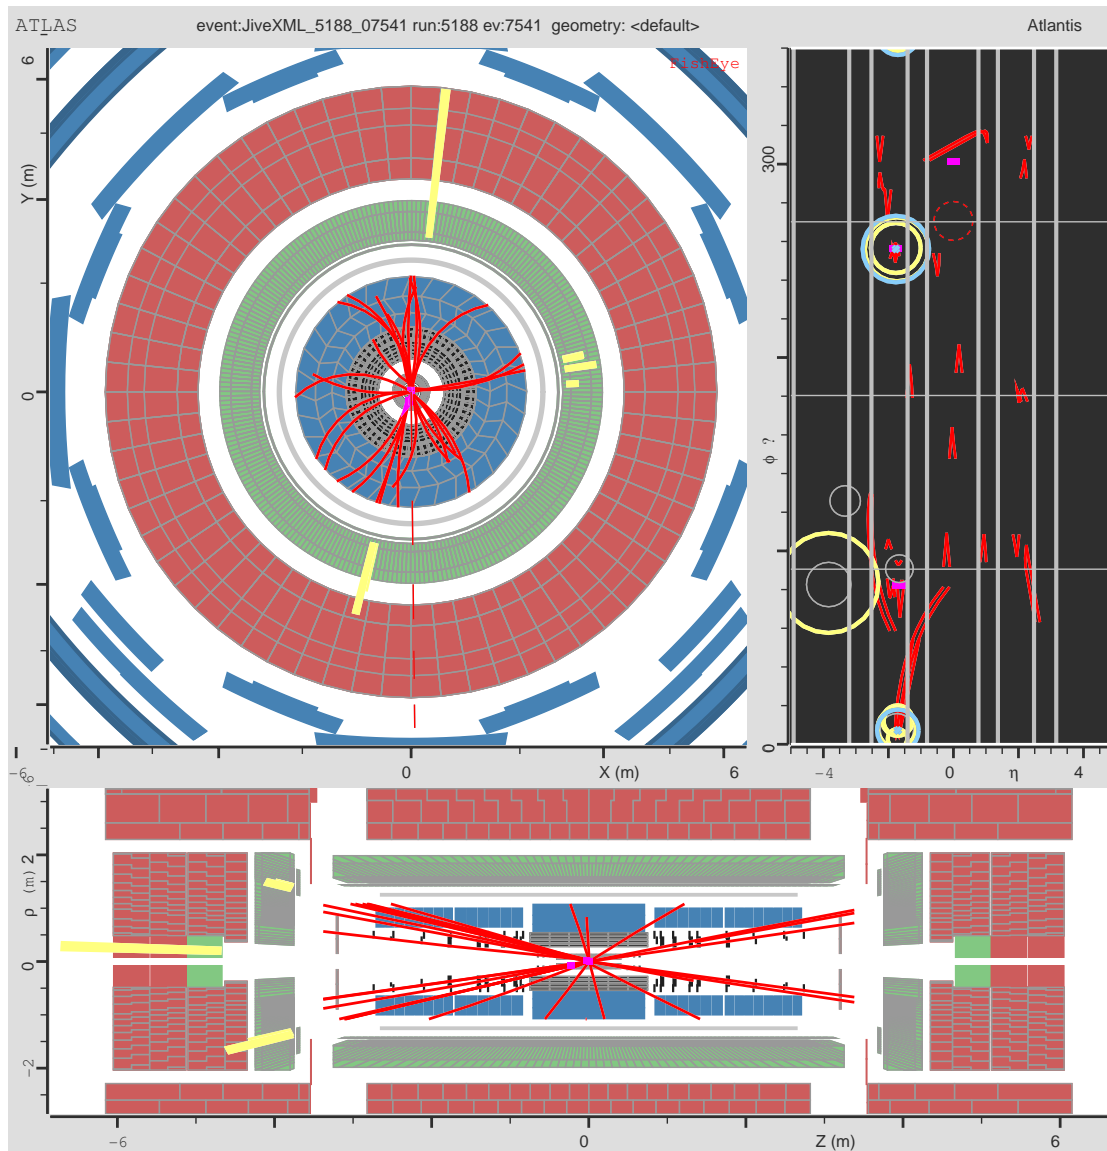 ATLAS event:JiveXML_5188_07541 run:5188 ev:7541 geometry: <default> Atlantis
FishEye
6
Y (m)
0
-6
0
X (m)
6
300
ϕ ?
0
-4
0
η
4
2
ρ (m)
0
-2
-6
0
Z (m)
6